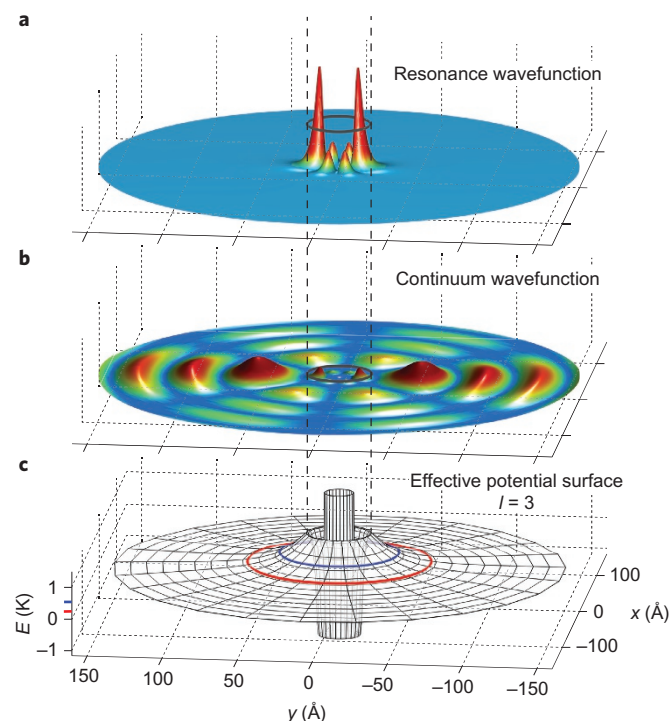 a
Resonance wavefunction
b
Continuum wavefunction
c
Effective potential surface
l = 3
E (K)
1
0
–1
150
100
50
0
–50
–100
–150
y (Å)
100
0
–100
x (Å)